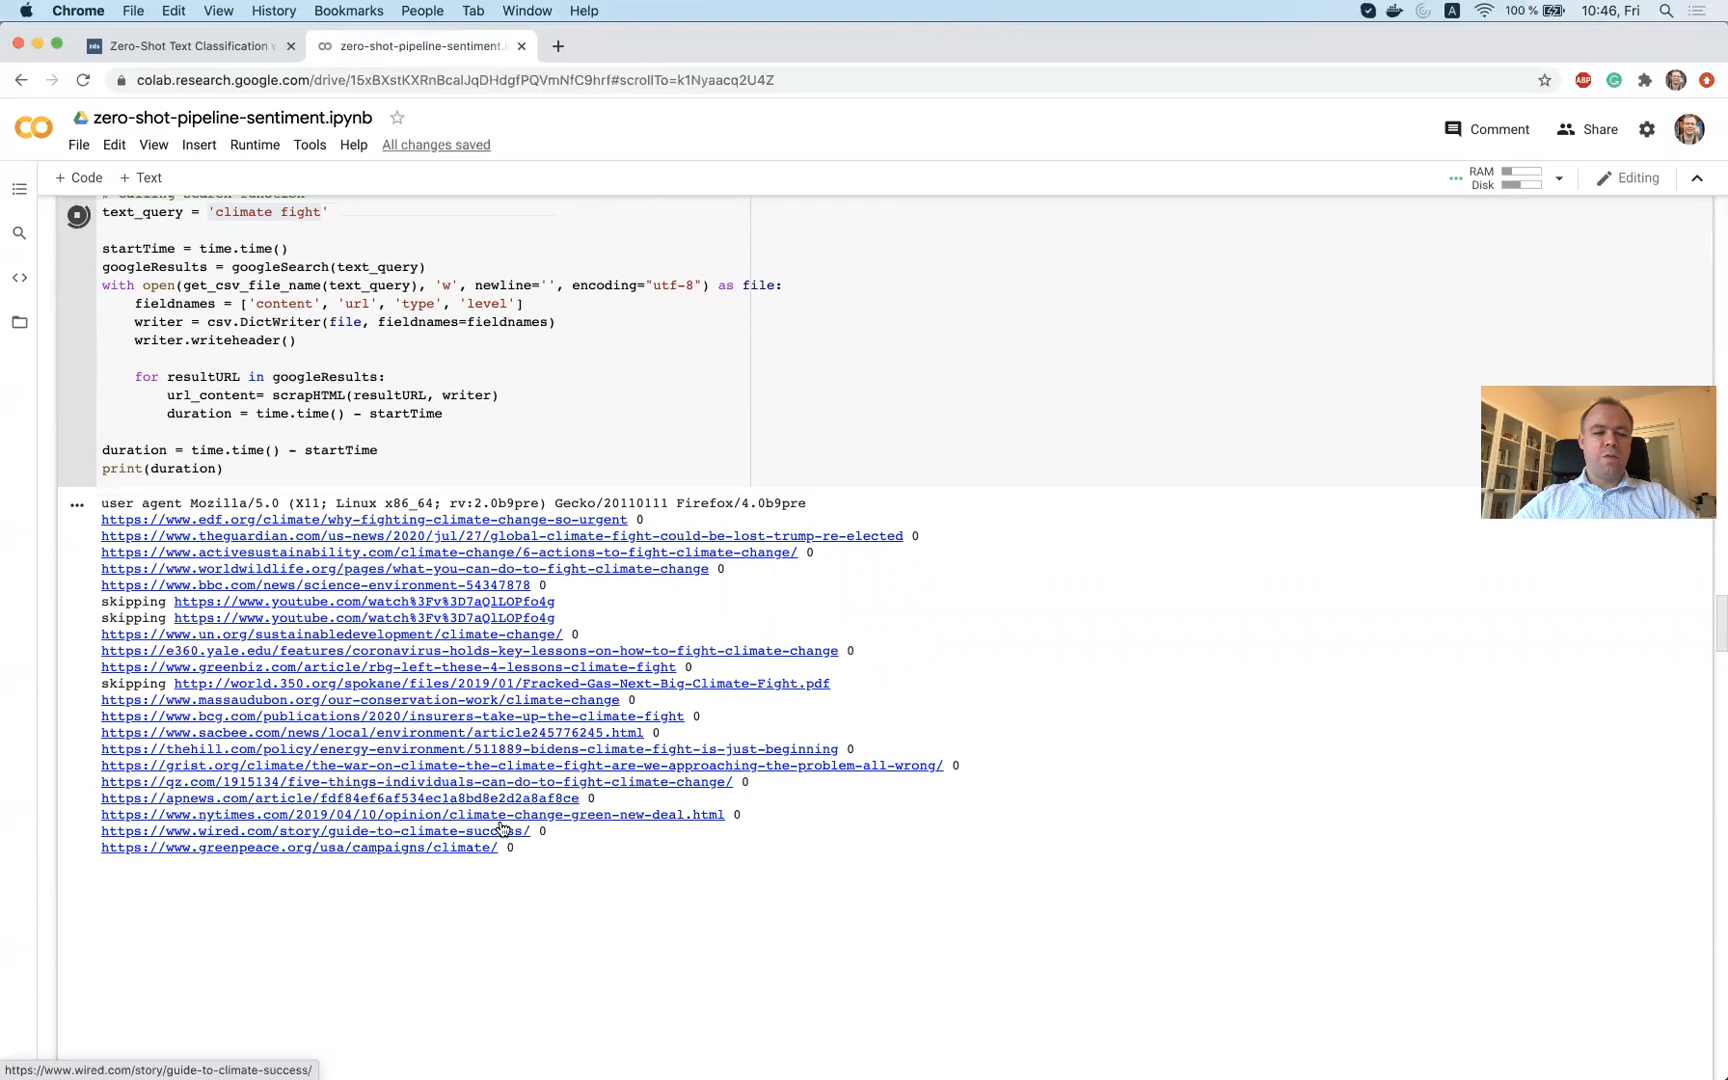 Chrome File Edit View History Bookmarks People Tab Window Help
A 100 % 10:46, Fri
tds Zero-Shot Text Classification
zero-shot-pipeline-sentiment.i
colab.research.google.com/drive/15xBXstKXRnBcalJqDHdgfPQVmNfC9hrf#scrollTo=k1Nyaacq2U4Z
ABP
zero-shot-pipeline-sentiment.ipynb
Comment Share
File Edit View Insert Runtime Tools Help All changes saved
+ Code + Text
RAM
Disk
Editing
text_query = 'climate fight'
startTime = time.time()
googleResults = googleSearch(text_query)
with open(get_csv_file_name(text_query), 'w', newline='', encoding="utf-8") as file:
fieldnames = ['content', 'url', 'type', 'level']
writer = csv.DictWriter(file, fieldnames=fieldnames)
writer.writeheader()
for resultURL in googleResults:
url_content= scrapHTML(resultURL, writer)
duration = time.time() - startTime
duration = time.time() - startTime
print(duration)
user agent Mozilla/5.0 (X11; Linux x86_64; rv:2.0b9pre) Gecko/20110111 Firefox/4.0b9pre
https://www.edf.org/climate/why-fighting-climate-change-so-urgent 0
https://www.theguardian.com/us-news/2020/jul/27/global-climate-fight-could-be-lost-trump-re-elected 0
https://www.activesustainability.com/climate-change/6-actions-to-fight-climate-change/ 0
https://www.worldwildlife.org/pages/what-you-can-do-to-fight-climate-change 0
https://www.bbc.com/news/science-environment-54347878 0
skipping https://www.youtube.com/watch%3Fv%3D7aQlLOPfo4g
skipping https://www.youtube.com/watch%3Fv%3D7aQlLOPfo4g
https://www.un.org/sustainabledevelopment/climate-change/ 0
https://e360.yale.edu/features/coronavirus-holds-key-lessons-on-how-to-fight-climate-change 0
https://www.greenbiz.com/article/rbg-left-these-4-lessons-climate-fight 0
skipping http://world.350.org/spokane/files/2019/01/Fracked-Gas-Next-Big-Climate-Fight.pdf
https://www.massaudubon.org/our-conservation-work/climate-change 0
https://www.bcg.com/publications/2020/insurers-take-up-the-climate-fight 0
https://www.sacbee.com/news/local/environment/article245776245.html 0
https://thehill.com/policy/energy-environment/511889-bidens-climate-fight-is-just-beginning 0
https://grist.org/climate/the-war-on-climate-the-climate-fight-are-we-approaching-the-problem-all-wrong/ 0
https://qz.com/1915134/five-things-individuals-can-do-to-fight-climate-change/ 0
https://apnews.com/article/fdf84ef6af534ec1a8bd8e2d2a8af8ce 0
https://www.nytimes.com/2019/04/10/opinion/climate-change-green-new-deal.html 0
https://www.wired.com/story/guide-to-climate-success/ 0
https://www.greenpeace.org/usa/campaigns/climate/ 0
https://www.wired.com/story/guide-to-climate-success/